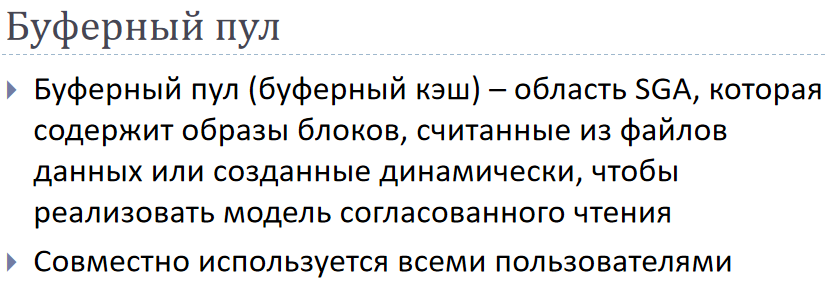 Буферный пул
Буферный пул (буферный кэш) – область SGA, которая
содержит образы блоков, считанные из файлов
данных или созданные динамически, чтобы
реализовать модель согласованного чтения
Совместно используется всеми пользователями